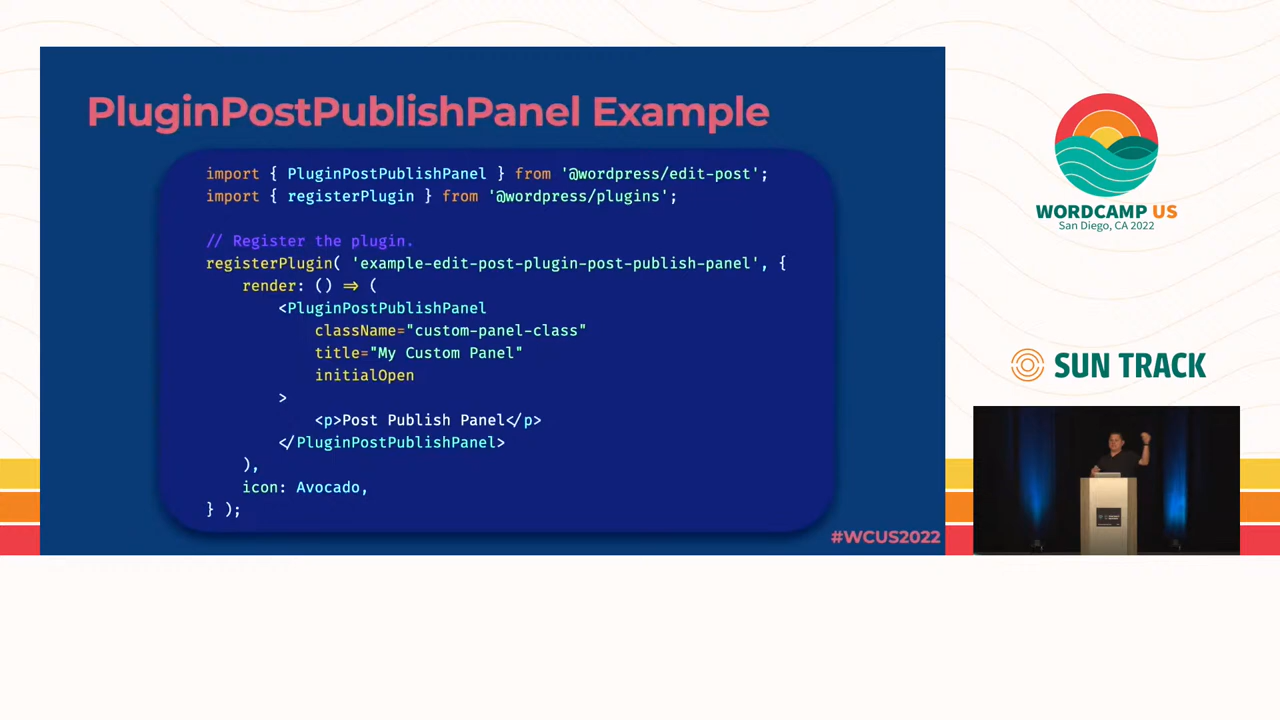 PluginPostPublishPanel Example
import { PluginPostPublishPanel } from '@wordpress/edit-post';
import { registerPlugin } from '@wordpress/plugins';
// Register the plugin.
registerPlugin( 'example-edit-post-plugin-post-publish-panel', {
render: () => (
<PluginPostPublishPanel
className="custom-panel-class"
title="My Custom Panel"
initialOpen
>
<p>Post Publish Panel</p>
</PluginPostPublishPanel>
),
icon: Avocado,
} );
#WCUS2022
WORDCAMP US
San Diego, CA 2022
SUN TRACK